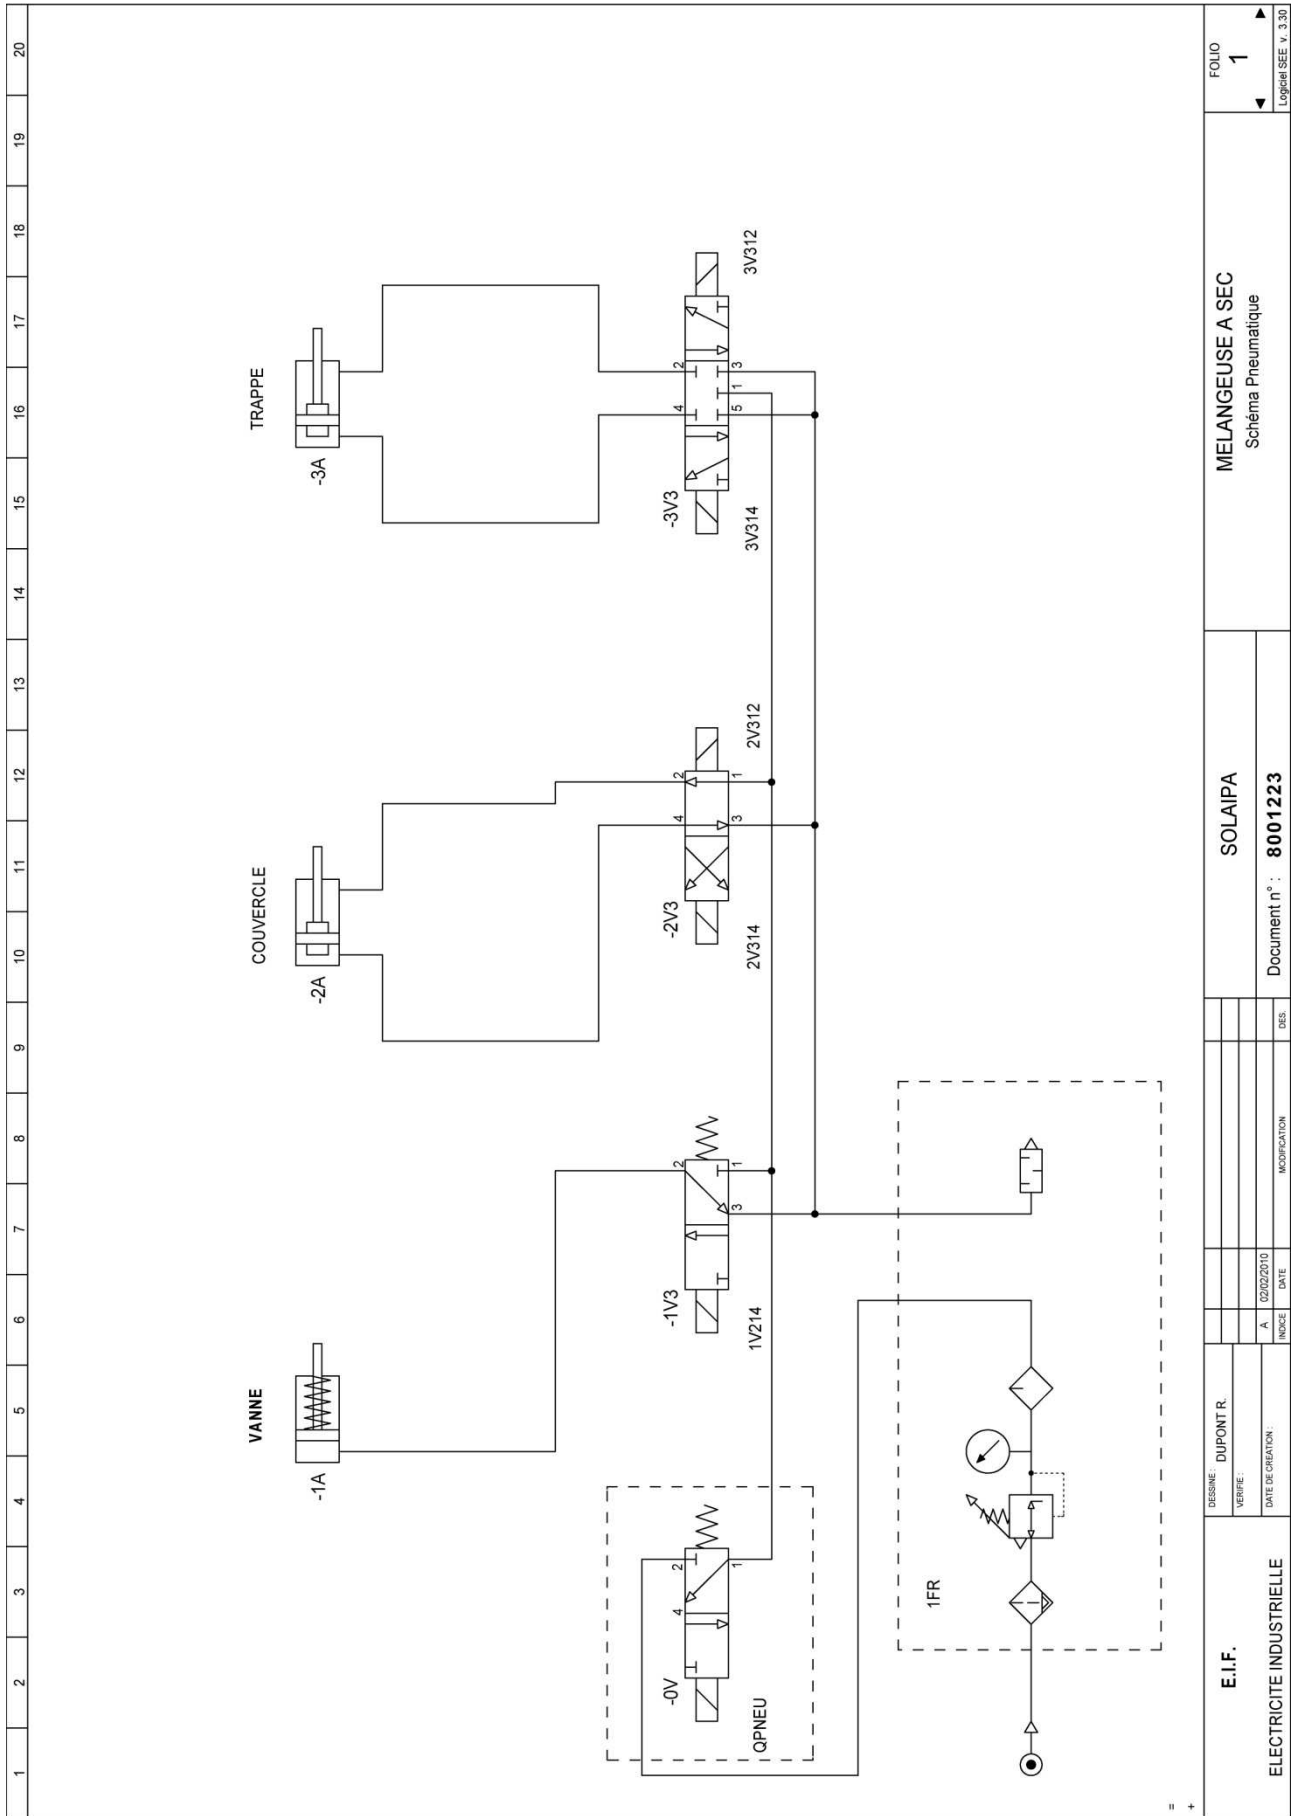 1 2 3 4 5 6 7 8 9 10 11 12 13 14 15 16 17 18 19 20
VANNE
-1A
COUVERCLE
-2A
TRAPPE
-3A
-0V
4 2
1
QPNEU
-1V3
2
3 1
1V214
-2V3
4 2
3 1
2V314
2V312
-3V3
4 2
5 1 3
3V314
3V312
1FR
=
+
E.I.F.
ELECTRICITE INDUSTRIELLE
DESSINE : DUPONT R.
VERIFIE :
DATE DE CREATION :
A 02/02/2010
INDICE DATE MODIFICATION DES.
SOLAIPA
Document n° : 8001223
MELANGEUSE A SEC
Schéma Pneumatique
FOLIO
1
Logiciel SEE v. 3.30